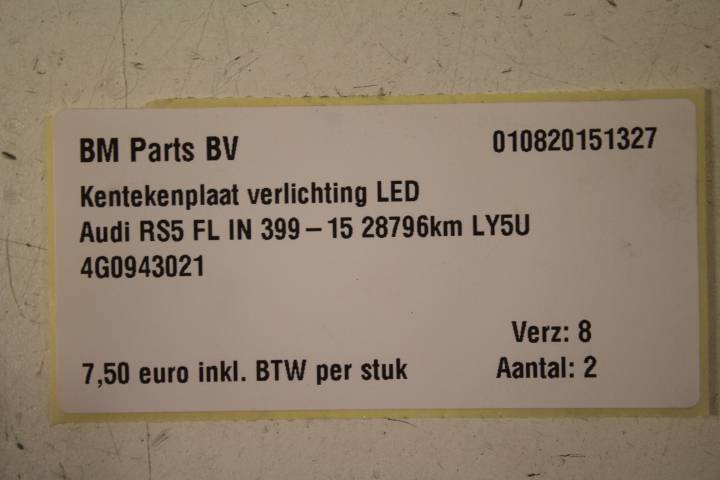 BM Parts BV 010820151327
Kentekenplaat verlichting LED
Audi RS5 FL IN 399 – 15 28796km LY5U
4G0943021
Verz: 8
7,50 euro inkl. BTW per stuk Aantal: 2